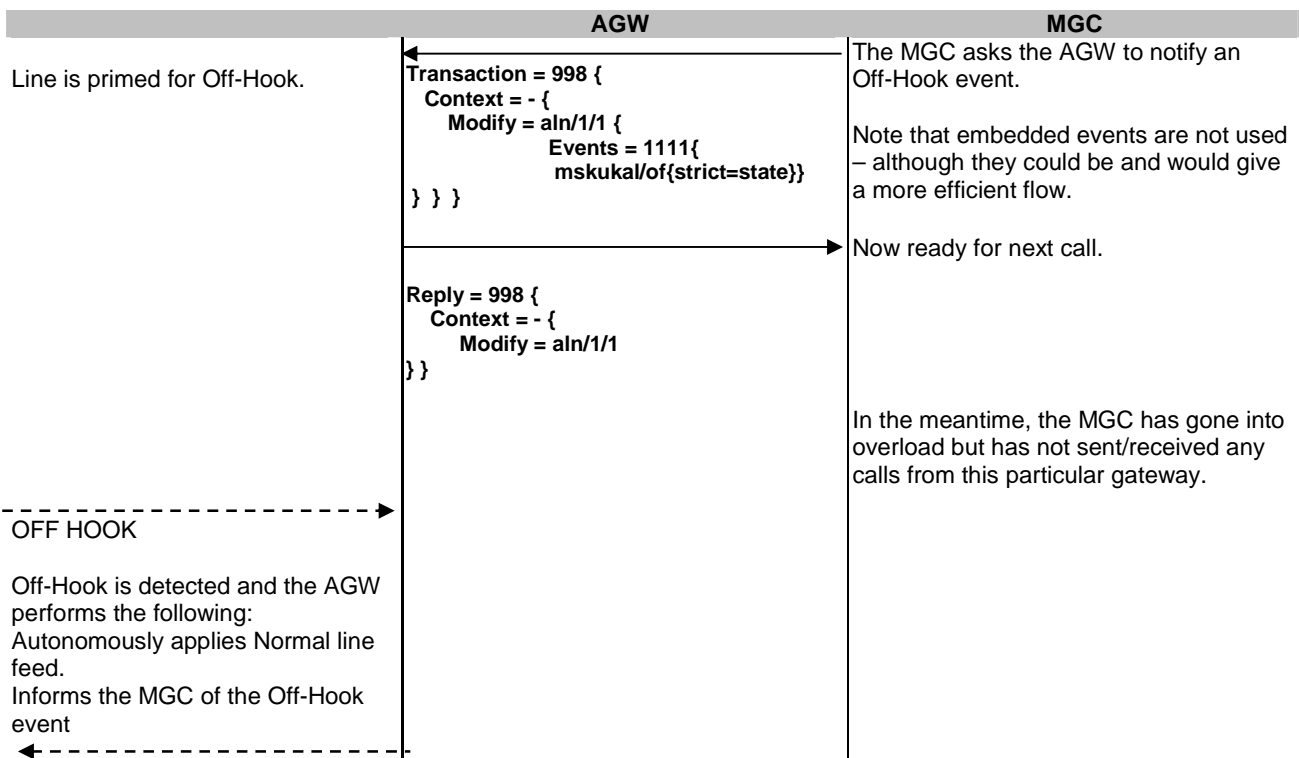 AGW
MGC
Line is primed for Off-Hook.
Transaction = 998 {
Context = - {
Modify = aln/1/1 {
Events = 1111{
mskukal/of{strict=state}}
} } }
The MGC asks the AGW to notify an
Off-Hook event.
Note that embedded events are not used
– although they could be and would give
a more efficient flow.
Now ready for next call.
Reply = 998 {
Context = - {
Modify = aln/1/1
} }
In the meantime, the MGC has gone into
overload but has not sent/received any
calls from this particular gateway.
OFF HOOK
Off-Hook is detected and the AGW
performs the following:
Autonomously applies Normal line
feed.
Informs the MGC of the Off-Hook
event